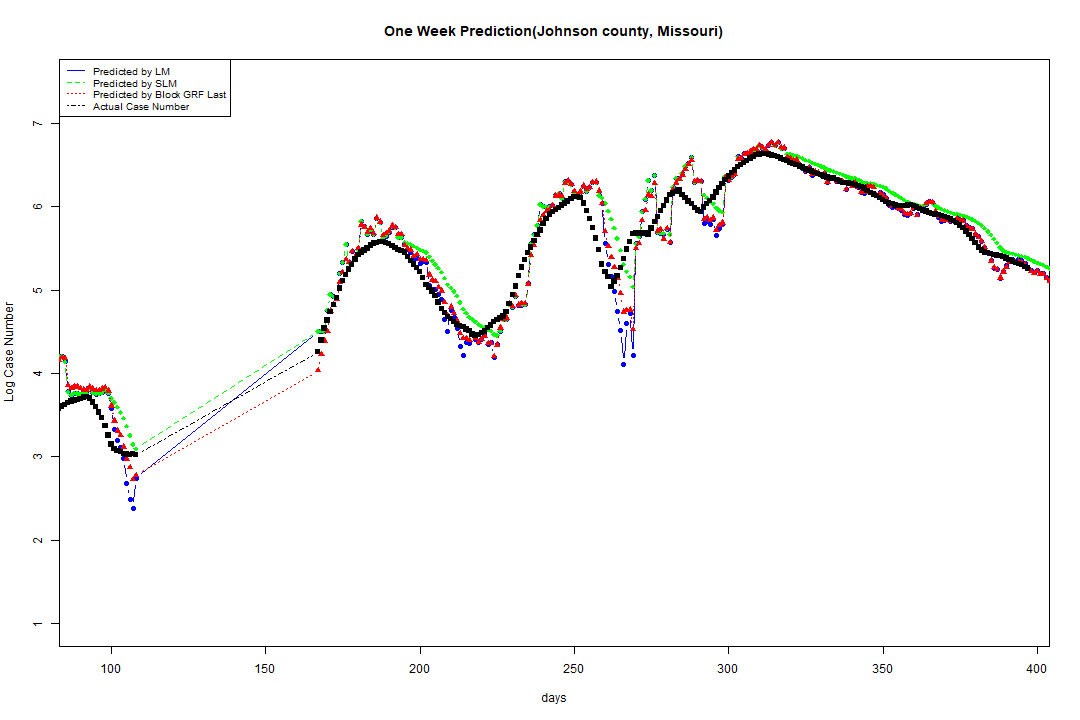 One Week Prediction(Johnson county, Missouri)
Predicted by LM
Predicted by SLM
Predicted by Block GRF Last
Actual Case Number
Log Case Number
7
6
5
4
3
2
1
100 150 200 250 300 350 400
days